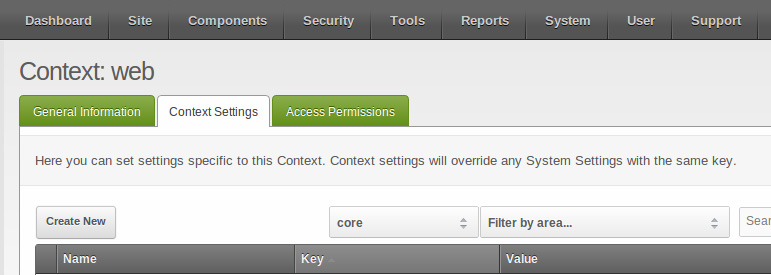 Dashboard Site Components Security Tools Reports System User Support
Context: web
General Information Context Settings Access Permissions
Here you can set settings specific to this Context. Context settings will override any System Settings with the same key.
Create New core Filter by area...
Name Key Value